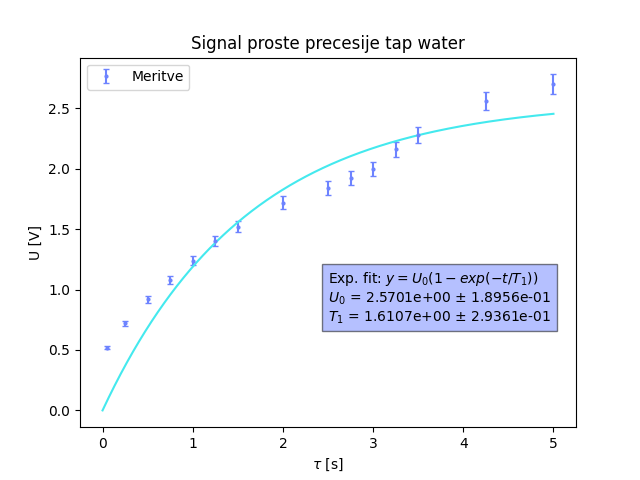 Signal proste precesije tap water
Meritve
U [V]
2.5
2.0
1.5
1.0
0.5
0.0
Exp. fit: y = U₀(1 − exp(−t/T₁))
U₀ = 2.5701e+00 ± 1.8956e-01
T₁ = 1.6107e+00 ± 2.9361e-01
0 1 2 3 4 5
τ [s]